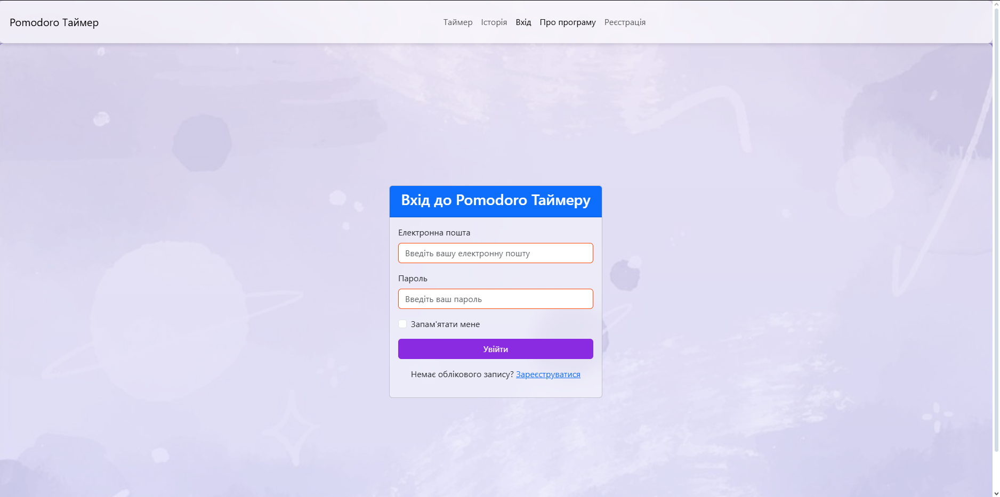 Pomodoro Таймер
Таймер Історія Вхід Про програму Реєстрація
Вхід до Pomodoro Таймеру
Електронна пошта
Введіть вашу електронну пошту
Пароль
Введіть ваш пароль
Запам'ятати мене
Увійти
Немає облікового запису? Зареєструватися